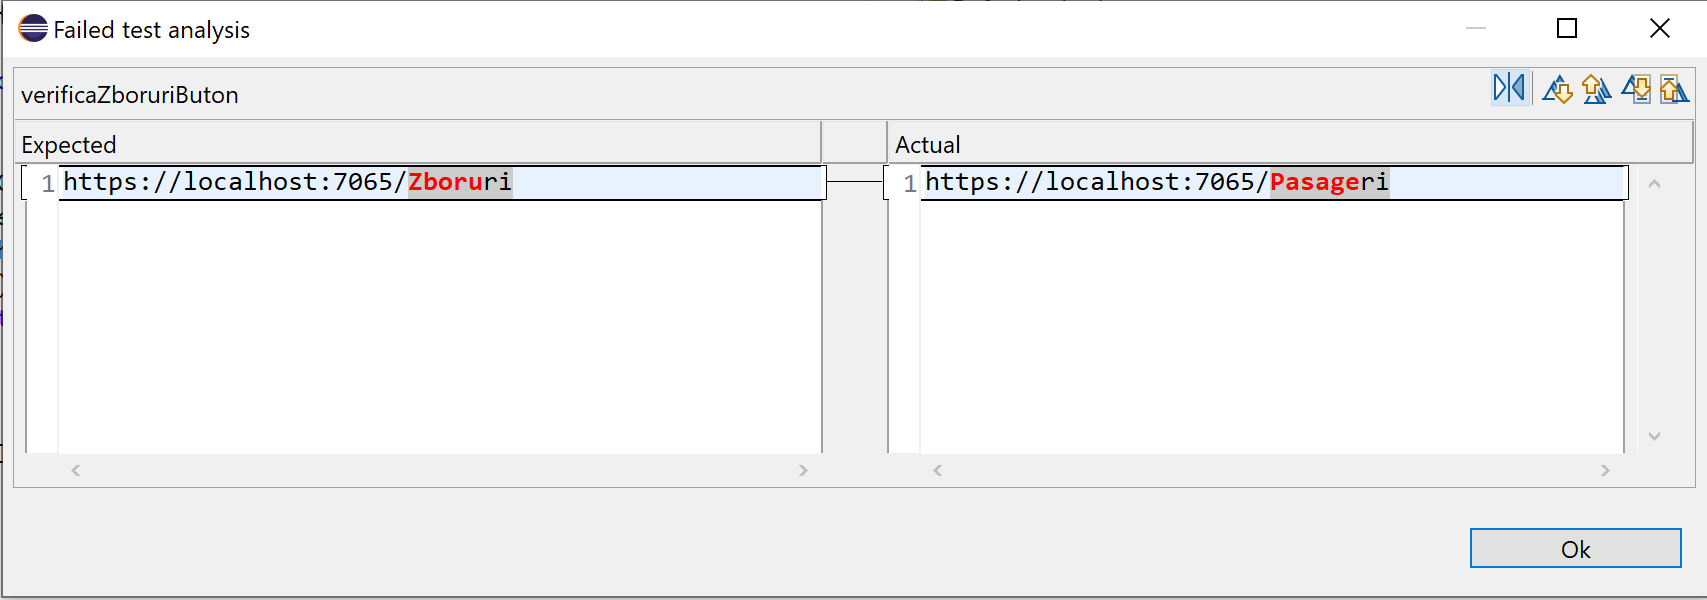 Failed test analysis
verificaZboruriButon
Expected
Actual
1 https://localhost:7065/Zboruri
1 https://localhost:7065/Pasageri
Ok